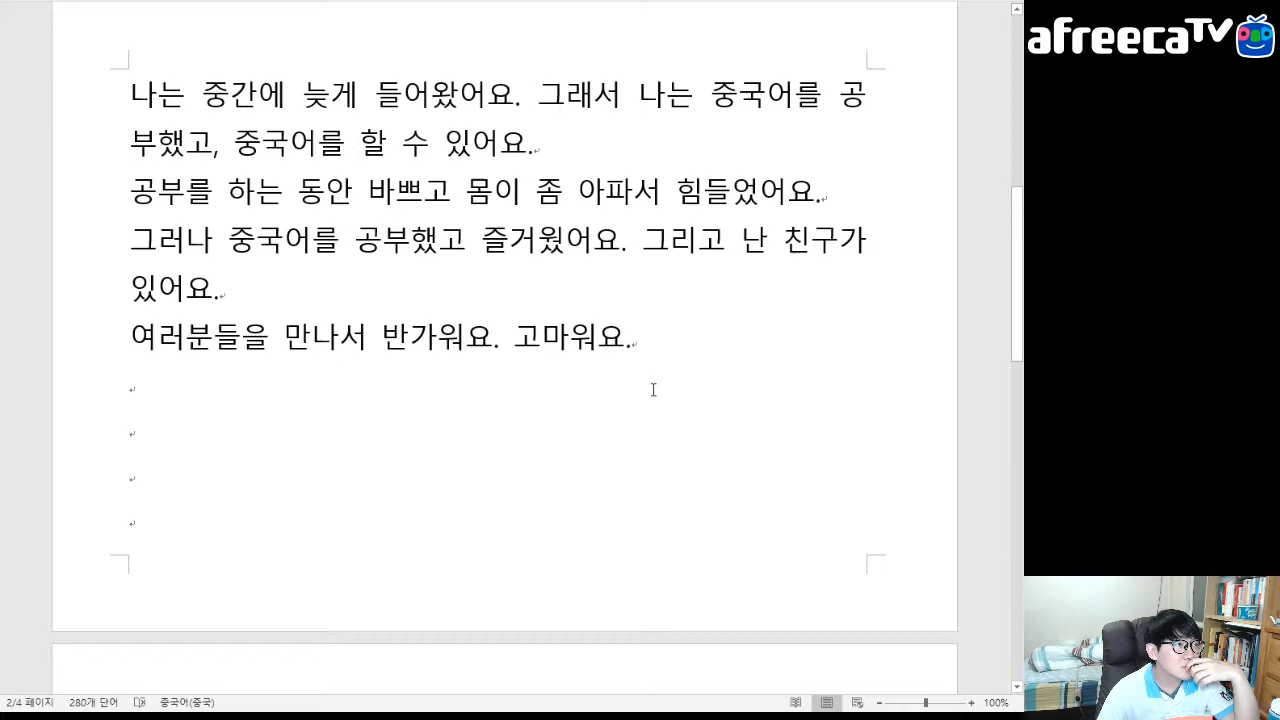 afreecaTV
나는 중간에 늦게 들어왔어요. 그래서 나는 중국어를 공
부했고, 중국어를 할 수 있어요.
공부를 하는 동안 바쁘고 몸이 좀 아파서 힘들었어요.
그러나 중국어를 공부했고 즐거웠어요. 그리고 난 친구가
있어요.
여러분들을 만나서 반가워요. 고마워요.
2/4 페이지 280개 단어 중국어(중국) 100%